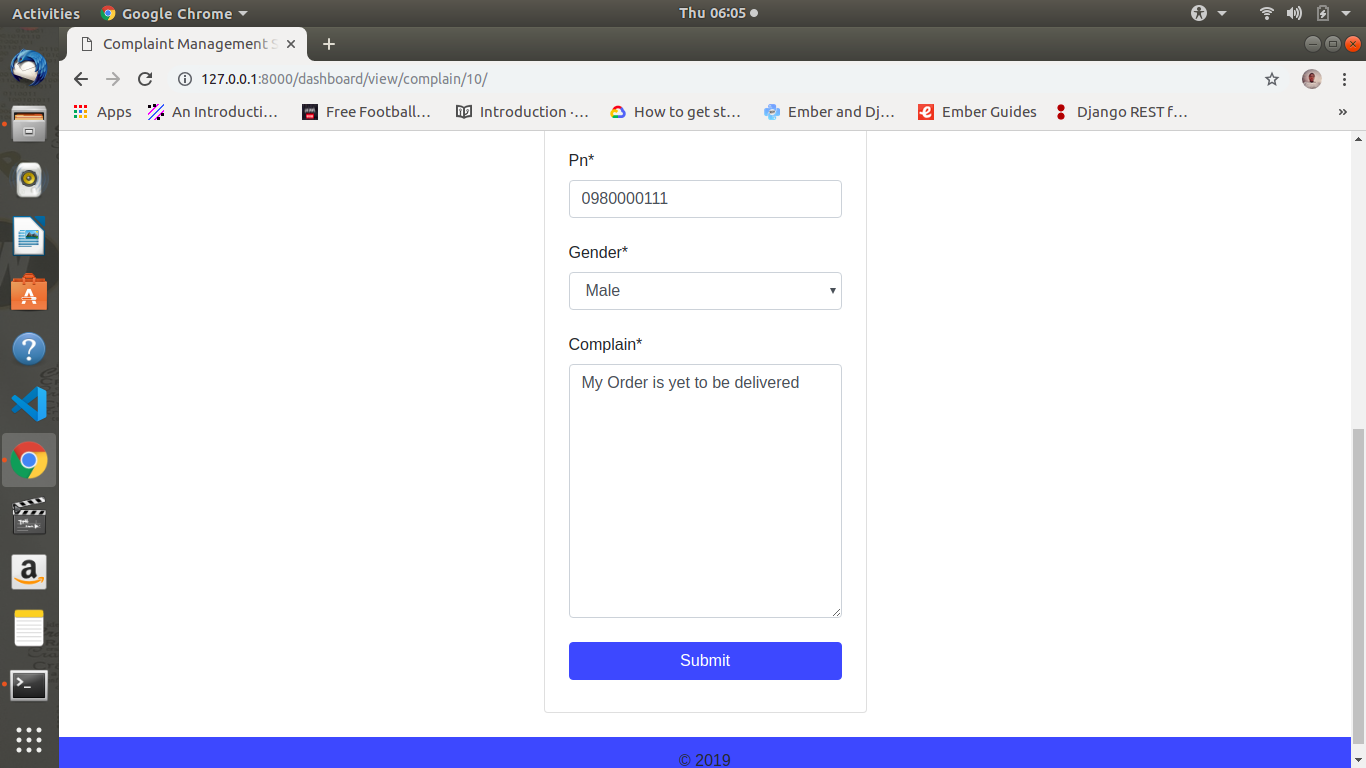 Activities
Google Chrome
Thu 06:05
Complaint Management S
127.0.0.1:8000/dashboard/view/complain/10/
Apps
An Introducti…
Free Football…
Introduction ·…
How to get st…
Ember and Dj…
Ember Guides
Django REST f…
»
Pn*
0980000111
Gender*
Male
Complain*
My Order is yet to be delivered
Submit
© 2019